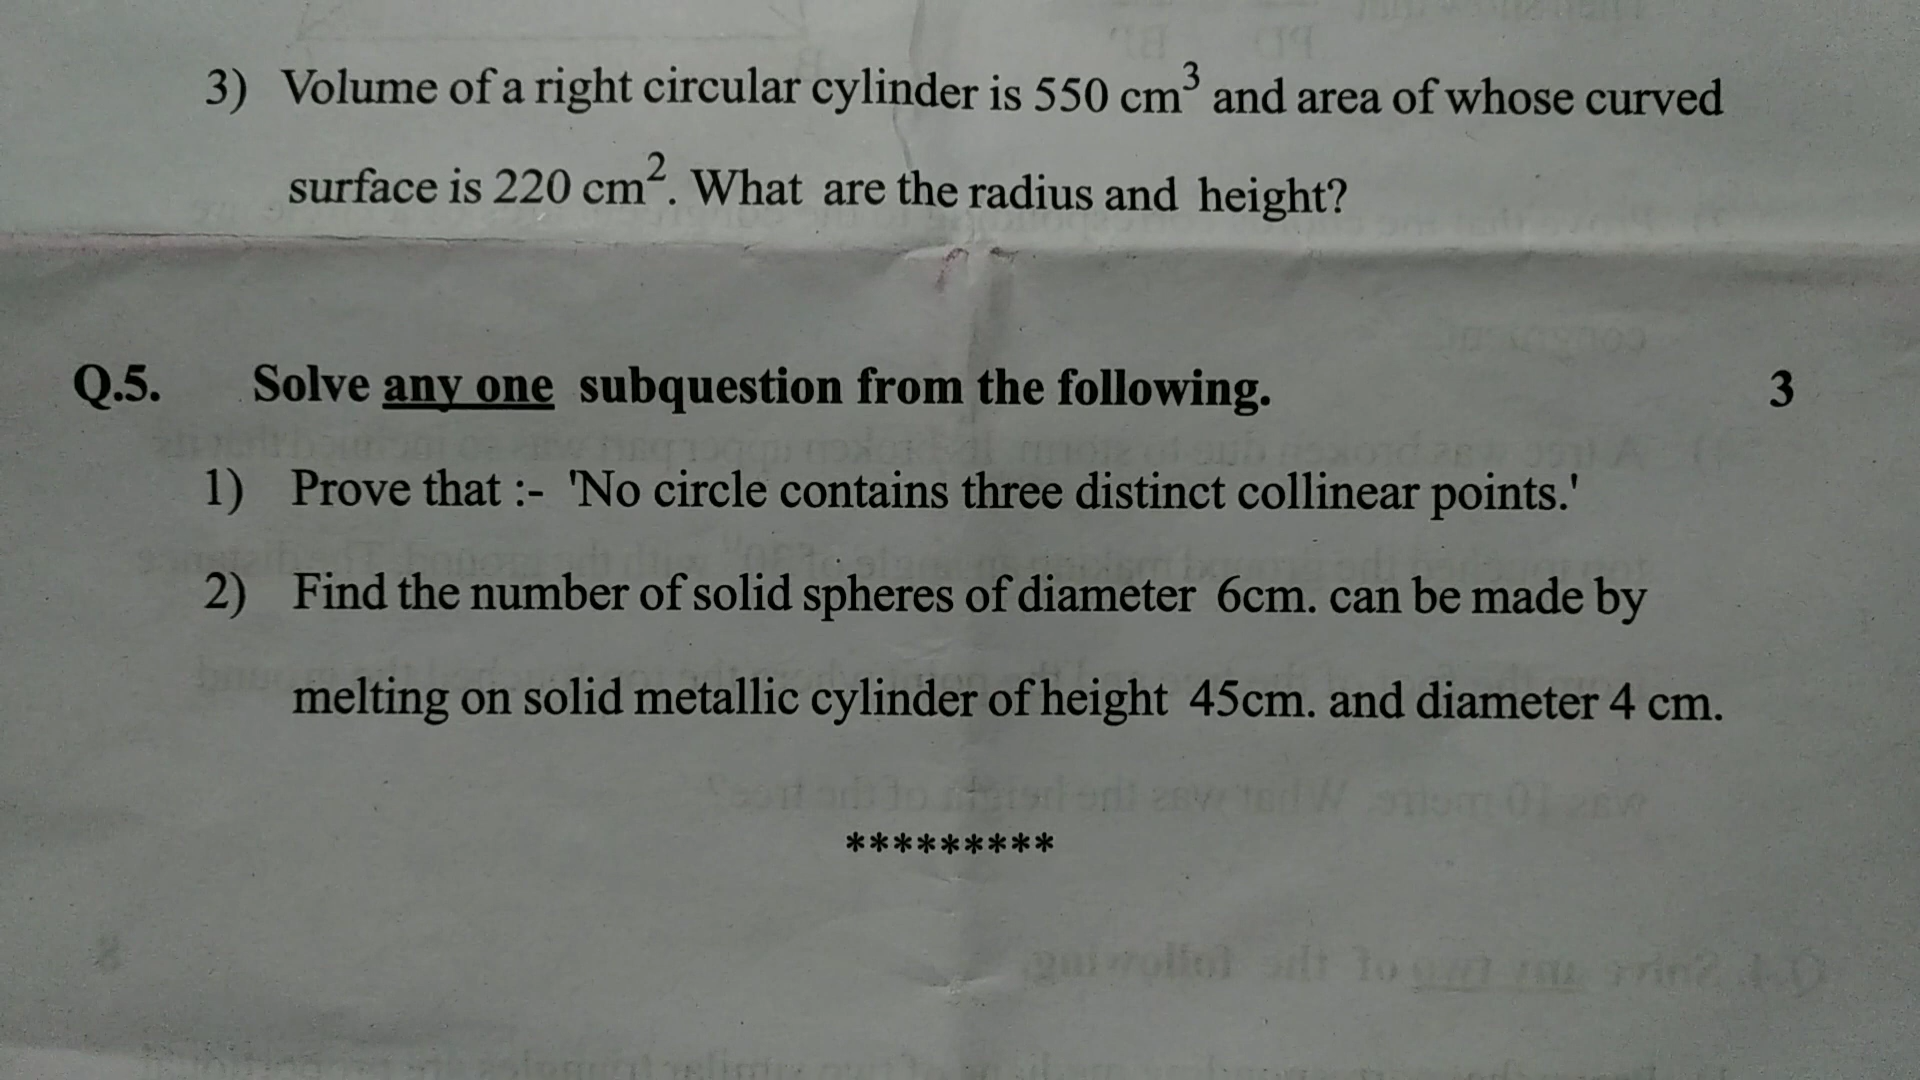 3) Volume of a right circular cylinder is 550 cm³ and area of whose curved
surface is 220 cm². What are the radius and height?
Q.5. Solve any one subquestion from the following. 3
1) Prove that :- 'No circle contains three distinct collinear points.'
2) Find the number of solid spheres of diameter 6cm. can be made by
melting on solid metallic cylinder of height 45cm. and diameter 4 cm.
*********